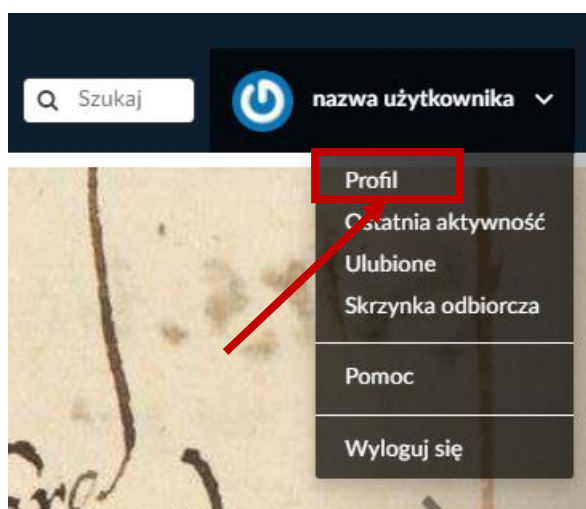 Szukaj
nazwa użytkownika
Profil
Ostatnia aktywność
Ulubione
Skrzynka odbiorcza
Pomoc
Wyloguj się